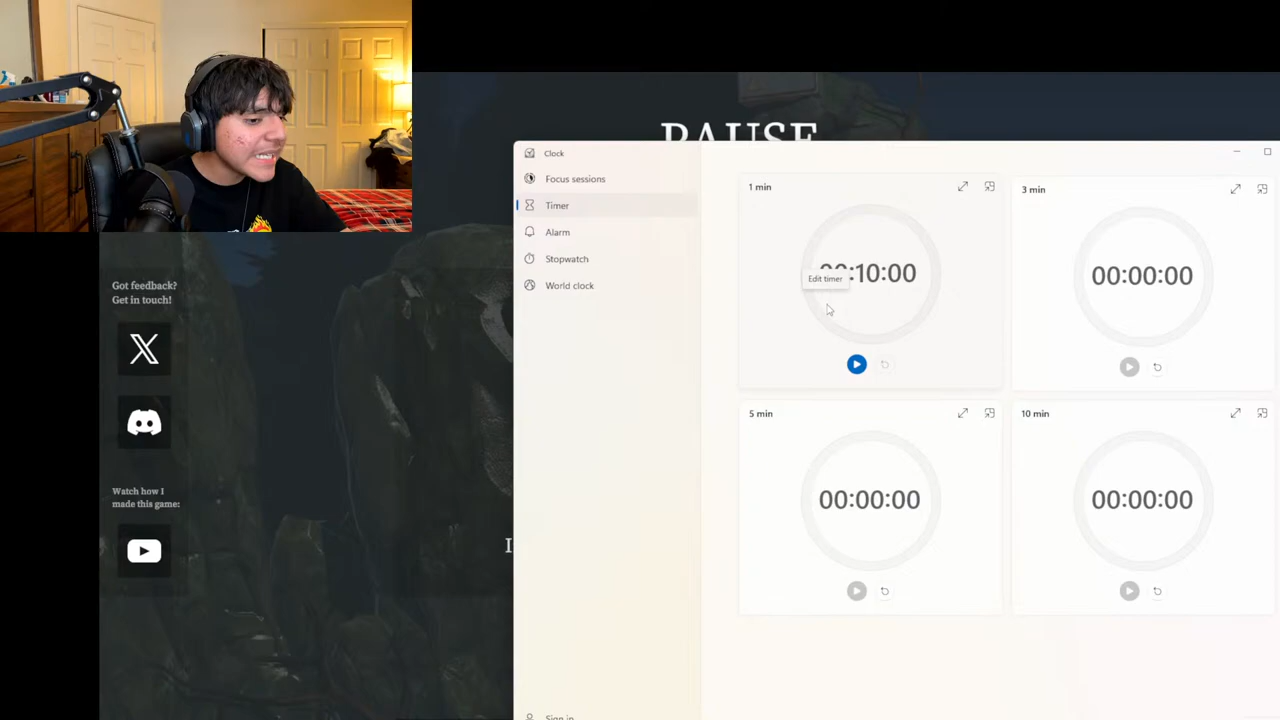 PAUSE
Clock
Focus sessions
Timer
Alarm
Stopwatch
World clock
1 min
00:10:00
Edit timer
3 min
00:00:00
5 min
00:00:00
10 min
00:00:00
Got feedback?
Get in touch!
Watch how I
made this game:
Sign in